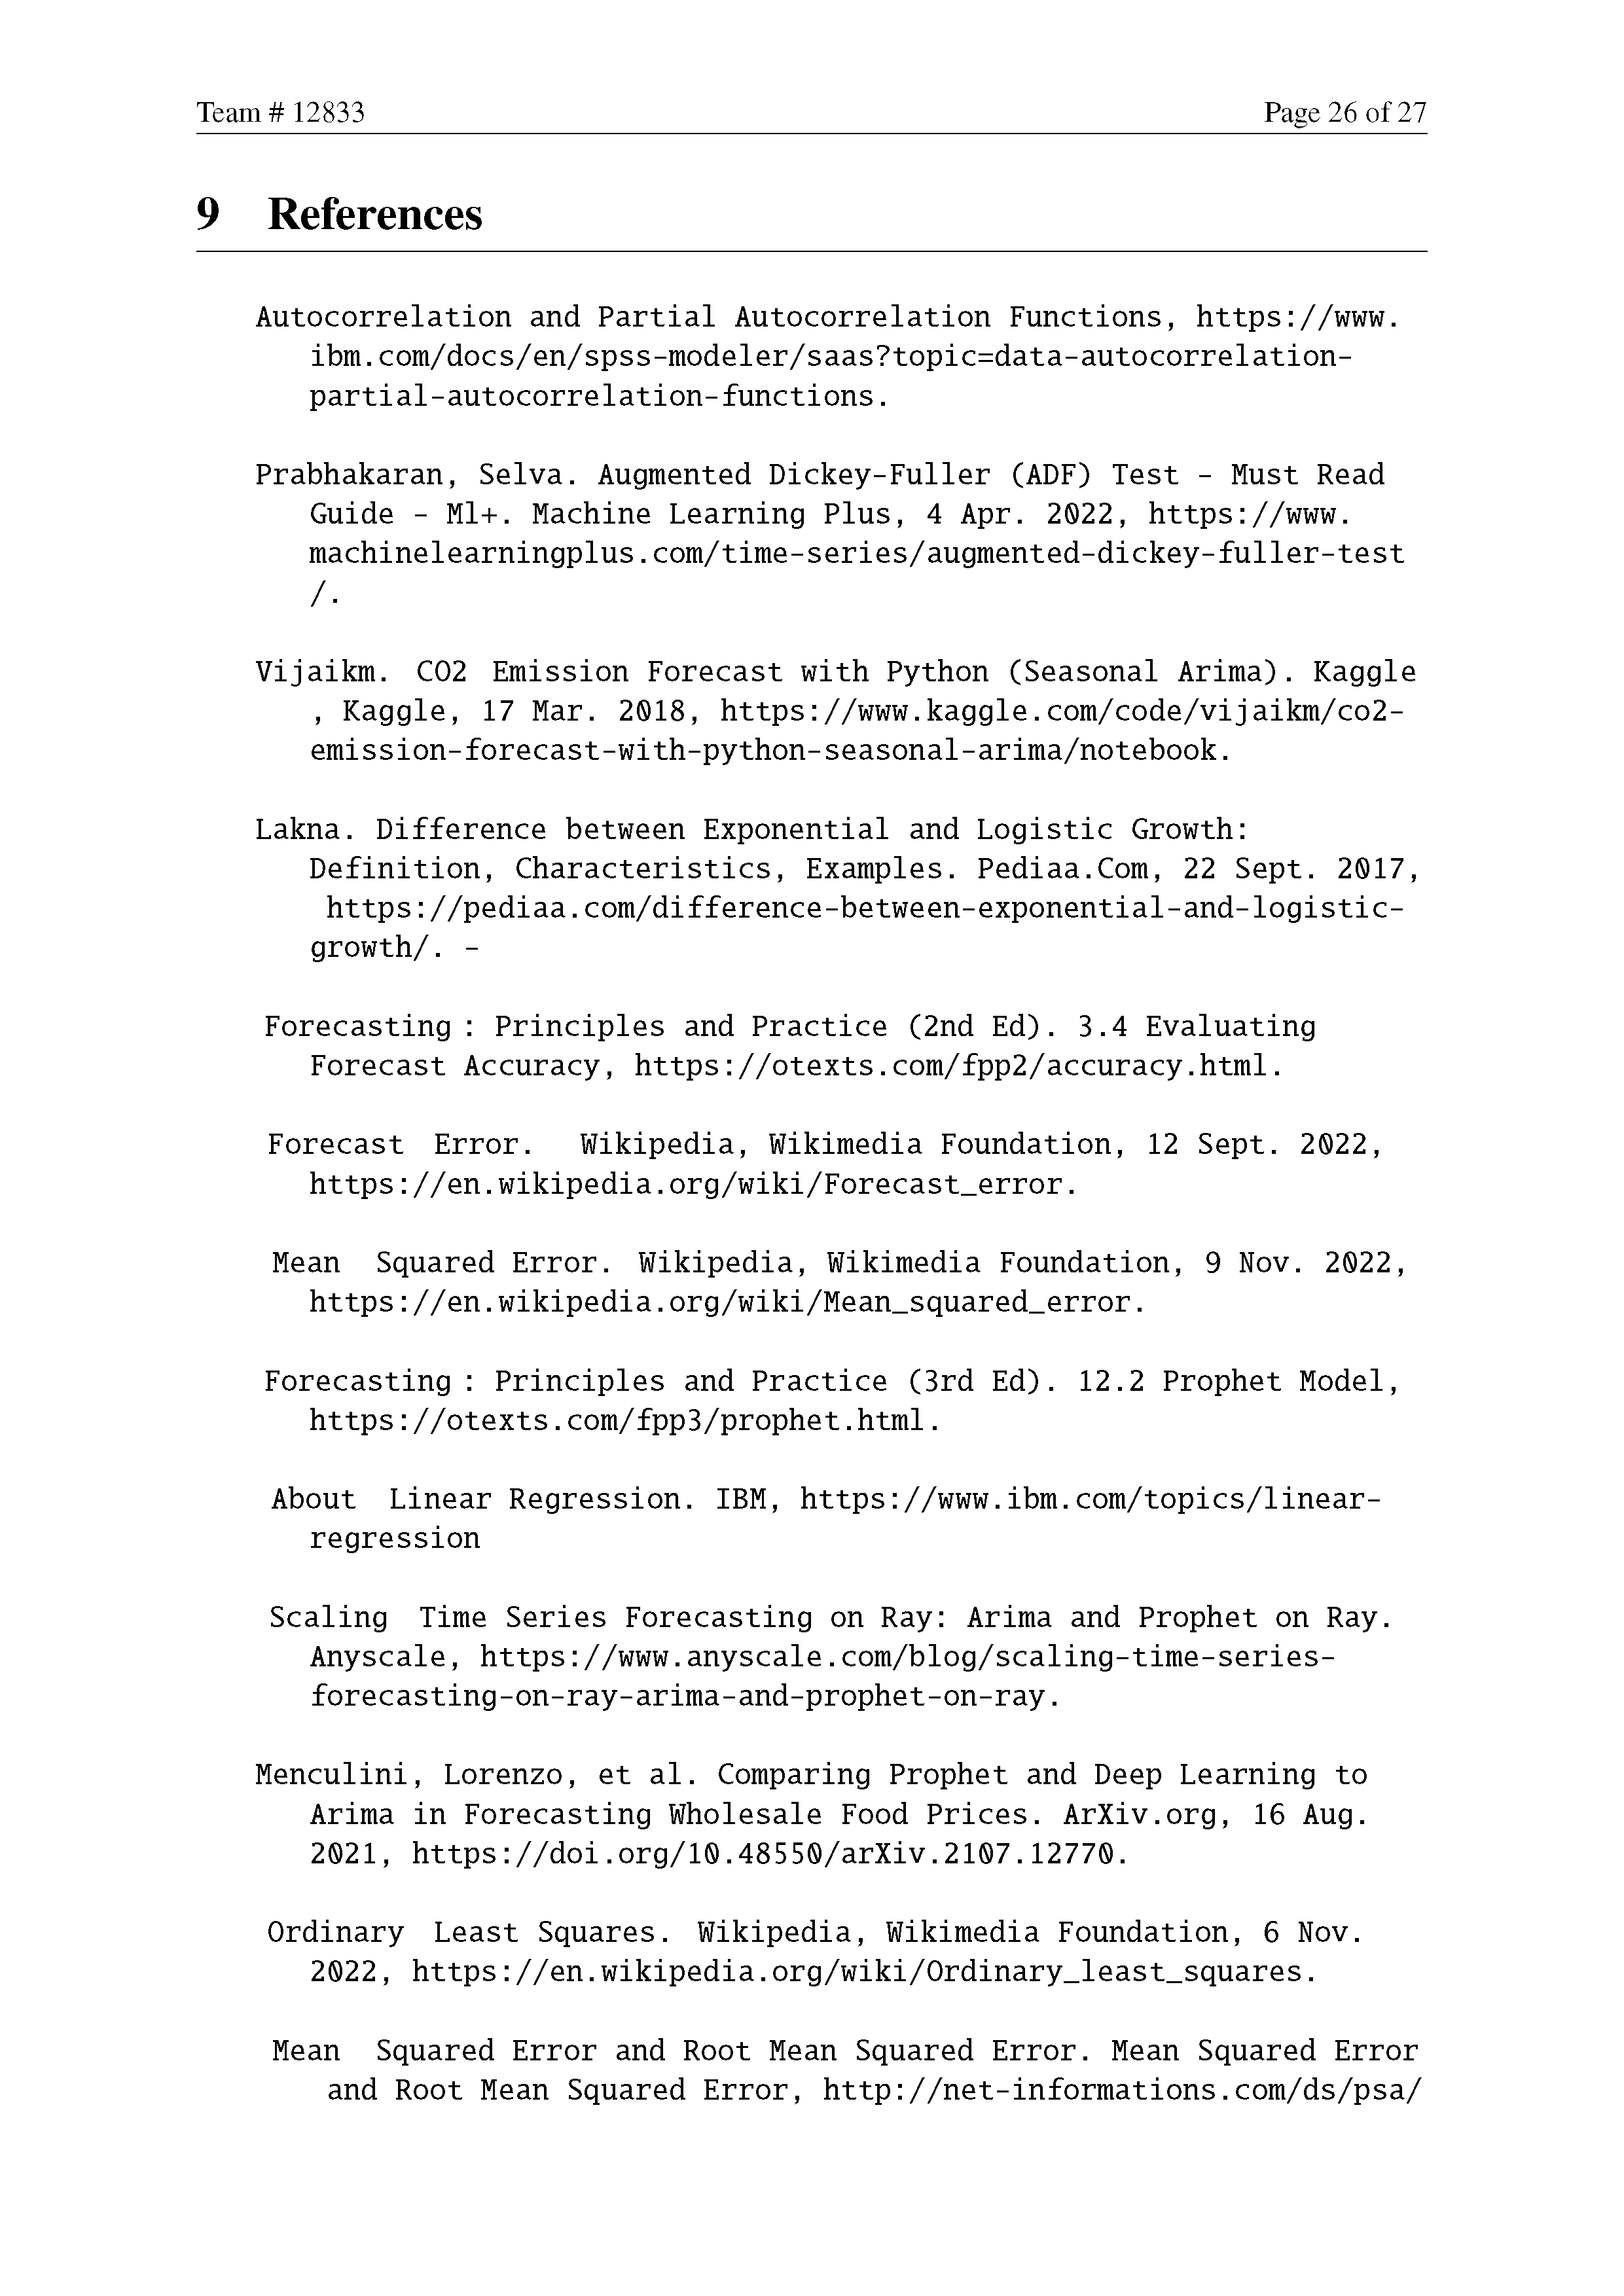 Team # 12833
Page 26 of 27
9 References
Autocorrelation and Partial Autocorrelation Functions, https://www.
ibm.com/docs/en/spss-modeler/saas?topic=data-autocorrelation-
partial-autocorrelation-functions.
Prabhakaran, Selva. Augmented Dickey-Fuller (ADF) Test - Must Read
Guide - Ml+. Machine Learning Plus, 4 Apr. 2022, https://www.
machinelearningplus.com/time-series/augmented-dickey-fuller-test
/.
Vijaikm. CO2 Emission Forecast with Python (Seasonal Arima). Kaggle
, Kaggle, 17 Mar. 2018, https://www.kaggle.com/code/vijaikm/co2-
emission-forecast-with-python-seasonal-arima/notebook.
Lakna. Difference between Exponential and Logistic Growth:
Definition, Characteristics, Examples. Pediaa.Com, 22 Sept. 2017,
https://pediaa.com/difference-between-exponential-and-logistic-
growth/. -
Forecasting : Principles and Practice (2nd Ed). 3.4 Evaluating
Forecast Accuracy, https://otexts.com/fpp2/accuracy.html.
Forecast Error. Wikipedia, Wikimedia Foundation, 12 Sept. 2022,
https://en.wikipedia.org/wiki/Forecast_error.
Mean Squared Error. Wikipedia, Wikimedia Foundation, 9 Nov. 2022,
https://en.wikipedia.org/wiki/Mean_squared_error.
Forecasting : Principles and Practice (3rd Ed). 12.2 Prophet Model,
https://otexts.com/fpp3/prophet.html.
About Linear Regression. IBM, https://www.ibm.com/topics/linear-
regression
Scaling Time Series Forecasting on Ray: Arima and Prophet on Ray.
Anyscale, https://www.anyscale.com/blog/scaling-time-series-
forecasting-on-ray-arima-and-prophet-on-ray.
Menculini, Lorenzo, et al. Comparing Prophet and Deep Learning to
Arima in Forecasting Wholesale Food Prices. ArXiv.org, 16 Aug.
2021, https://doi.org/10.48550/arXiv.2107.12770.
Ordinary Least Squares. Wikipedia, Wikimedia Foundation, 6 Nov.
2022, https://en.wikipedia.org/wiki/Ordinary_least_squares.
Mean Squared Error and Root Mean Squared Error. Mean Squared Error
and Root Mean Squared Error, http://net-informations.com/ds/psa/